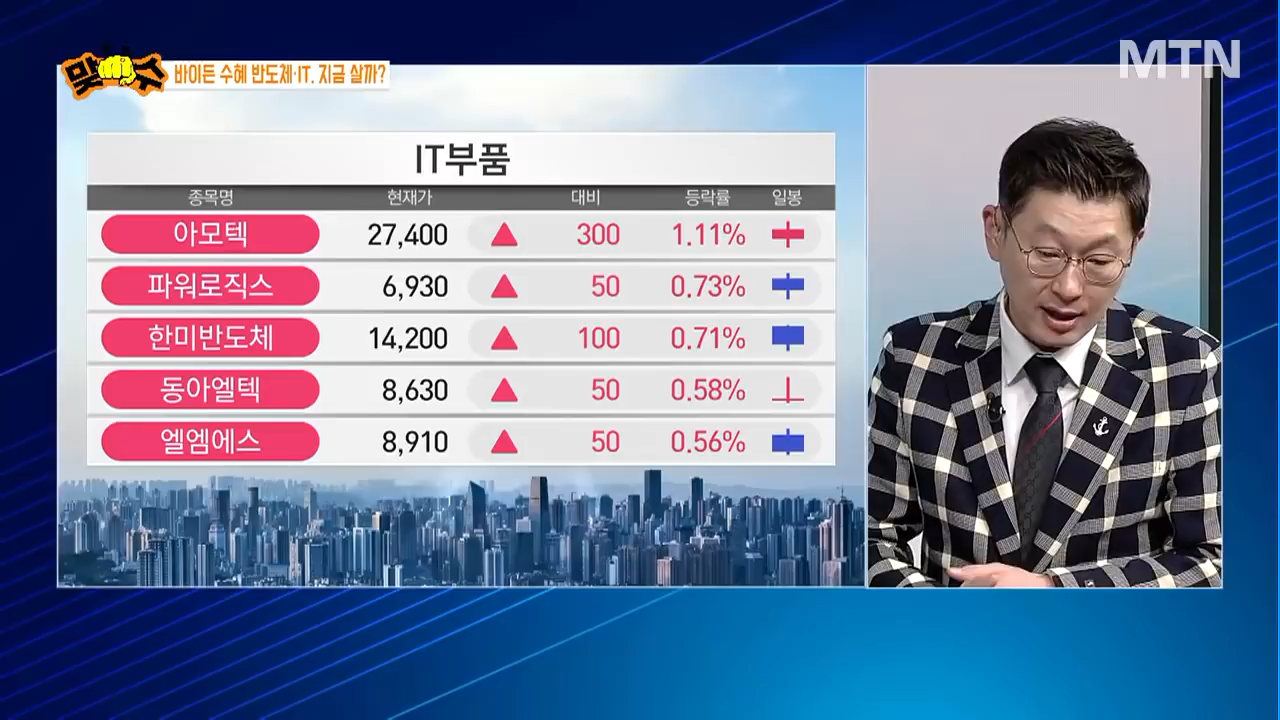 MTN
맞수
바이든 수혜 반도체·IT. 지금 살까?
IT부품
종목명 현재가 대비 등락률 일봉
아모텍 27,400 ▲ 300 1.11%
파워로직스 6,930 ▲ 50 0.73%
한미반도체 14,200 ▲ 100 0.71%
동아엘텍 8,630 ▲ 50 0.58%
엘엠에스 8,910 ▲ 50 0.56%